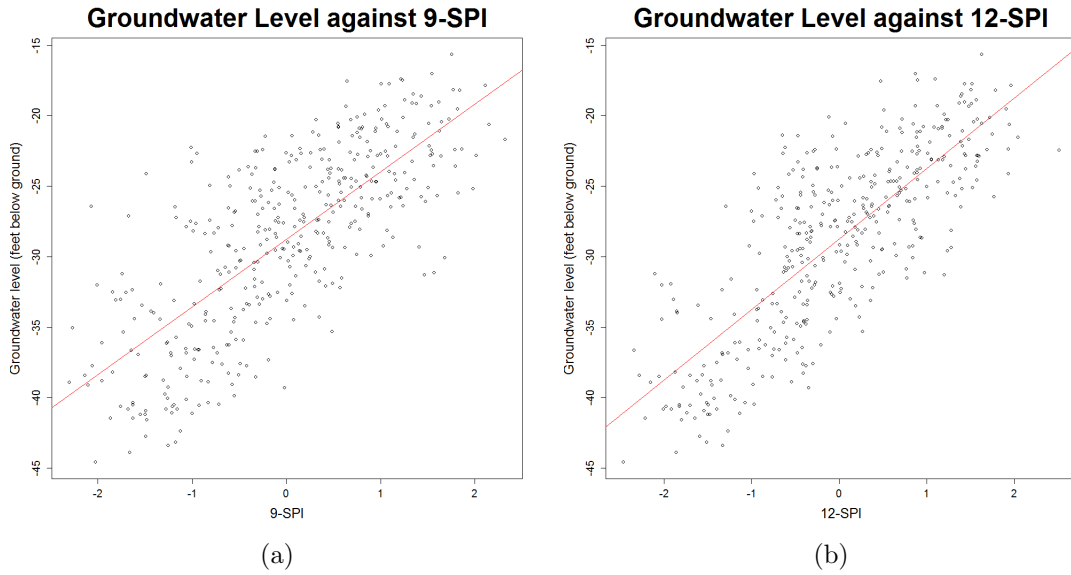 Groundwater Level against 9-SPI
Groundwater level (feet below ground)
-15
-20
-25
-30
-35
-40
-45
-2 -1 0 1 2
9-SPI
(a)
Groundwater Level against 12-SPI
Groundwater level (feet below ground)
-15
-20
-25
-30
-35
-40
-45
-2 -1 0 1 2
12-SPI
(b)